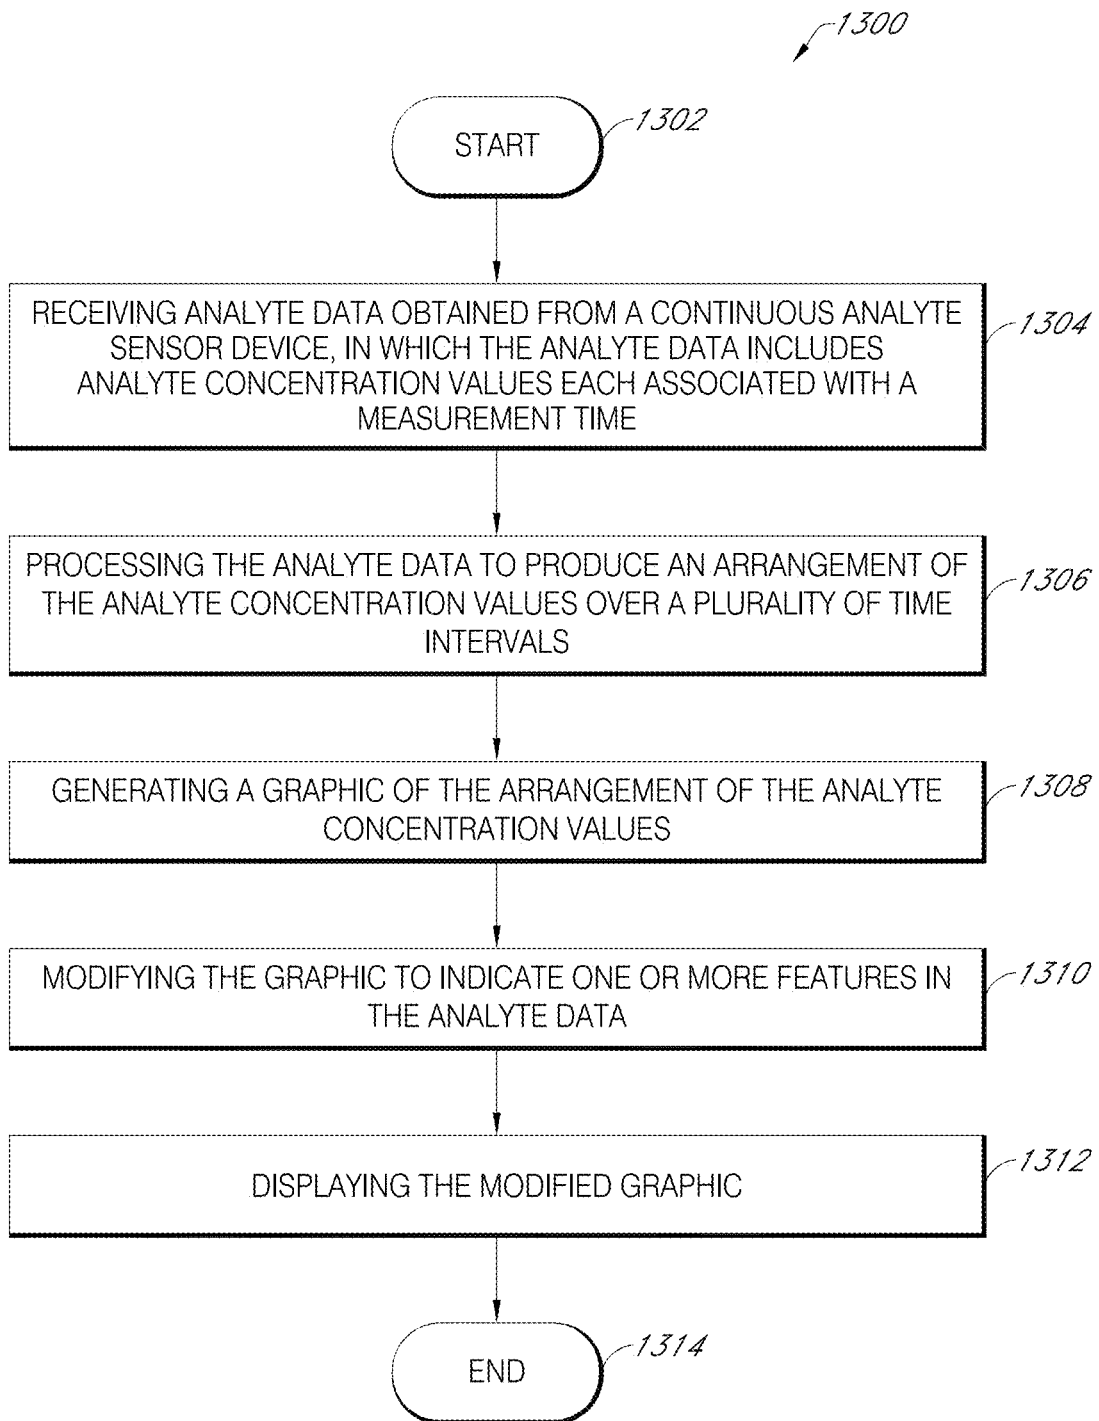 1300
START
1302
RECEIVING ANALYTE DATA OBTAINED FROM A CONTINUOUS ANALYTE
SENSOR DEVICE, IN WHICH THE ANALYTE DATA INCLUDES
ANALYTE CONCENTRATION VALUES EACH ASSOCIATED WITH A
MEASUREMENT TIME
1304
PROCESSING THE ANALYTE DATA TO PRODUCE AN ARRANGEMENT OF
THE ANALYTE CONCENTRATION VALUES OVER A PLURALITY OF TIME
INTERVALS
1306
GENERATING A GRAPHIC OF THE ARRANGEMENT OF THE ANALYTE
CONCENTRATION VALUES
1308
MODIFYING THE GRAPHIC TO INDICATE ONE OR MORE FEATURES IN
THE ANALYTE DATA
1310
DISPLAYING THE MODIFIED GRAPHIC
1312
END
1314